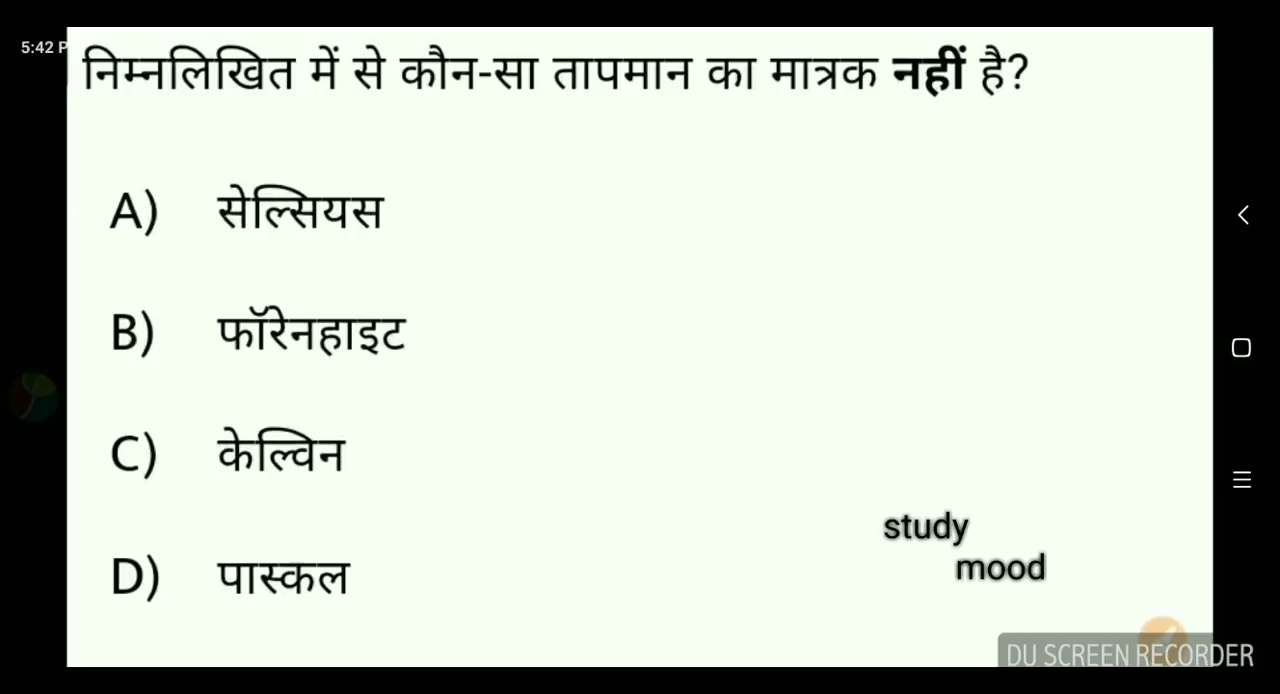 5:42 P
निम्नलिखित में से कौन-सा तापमान का मात्रक नहीं है?
A) सेल्सियस
B) फॉरेनहाइट
C) केल्विन
D) पास्कल
study
mood
DU SCREEN RECORDER